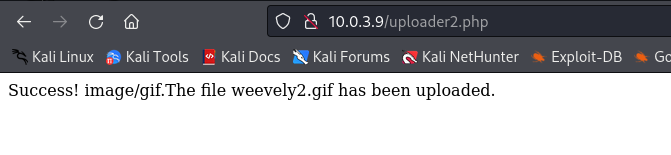 10.0.3.9/uploader2.php
Kali Linux Kali Tools Kali Docs Kali Forums Kali NetHunter Exploit-DB
Success! image/gif.The file weevely2.gif has been uploaded.